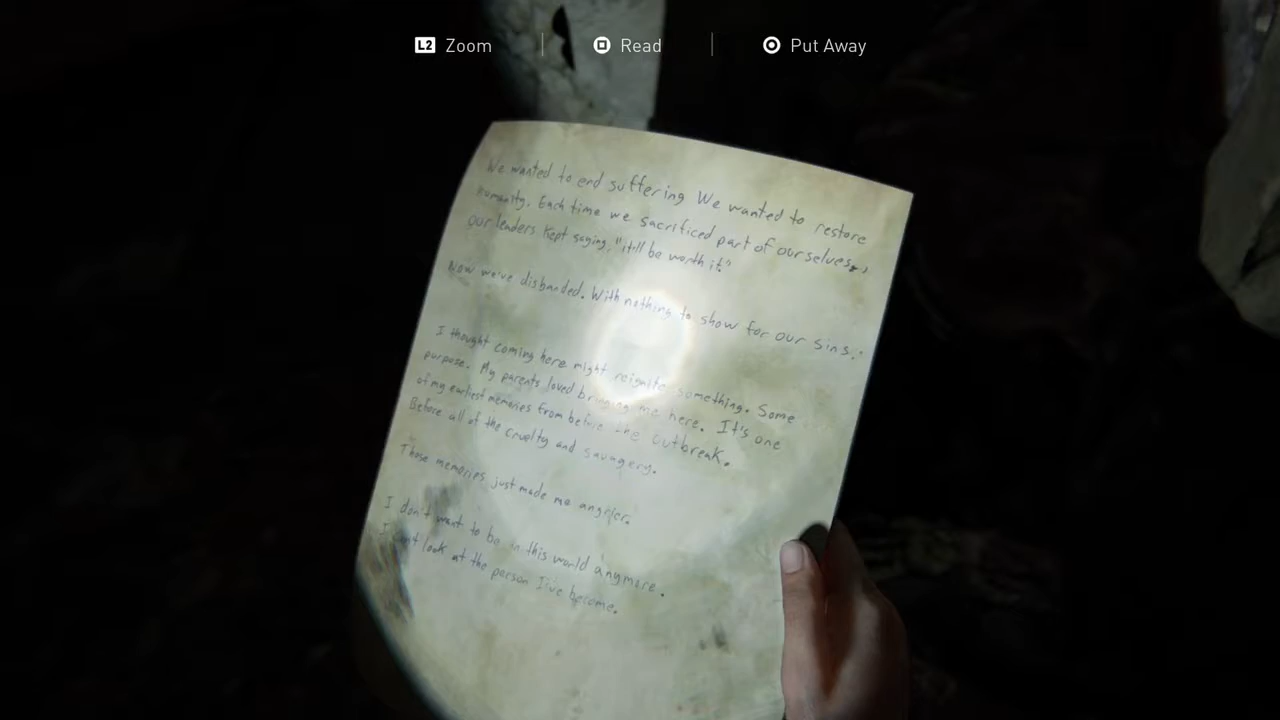 L2 Zoom
Read
Put Away
We wanted to end suffering We wanted to restore
humanity. Each time we sacrificed part of ourselves,
our leaders kept saying, "it'll be worth it."
Now we've disbanded. With nothing to show for our sins.
I thought coming here might reignite something. Some
purpose. My parents loved bringing me here. It's one
of my earliest memories from before the outbreak.
Before all of the cruelty and savagery.
Those memories just made me angrier.
I don't want to be in this world anymore.
I can't look at the person I've become.